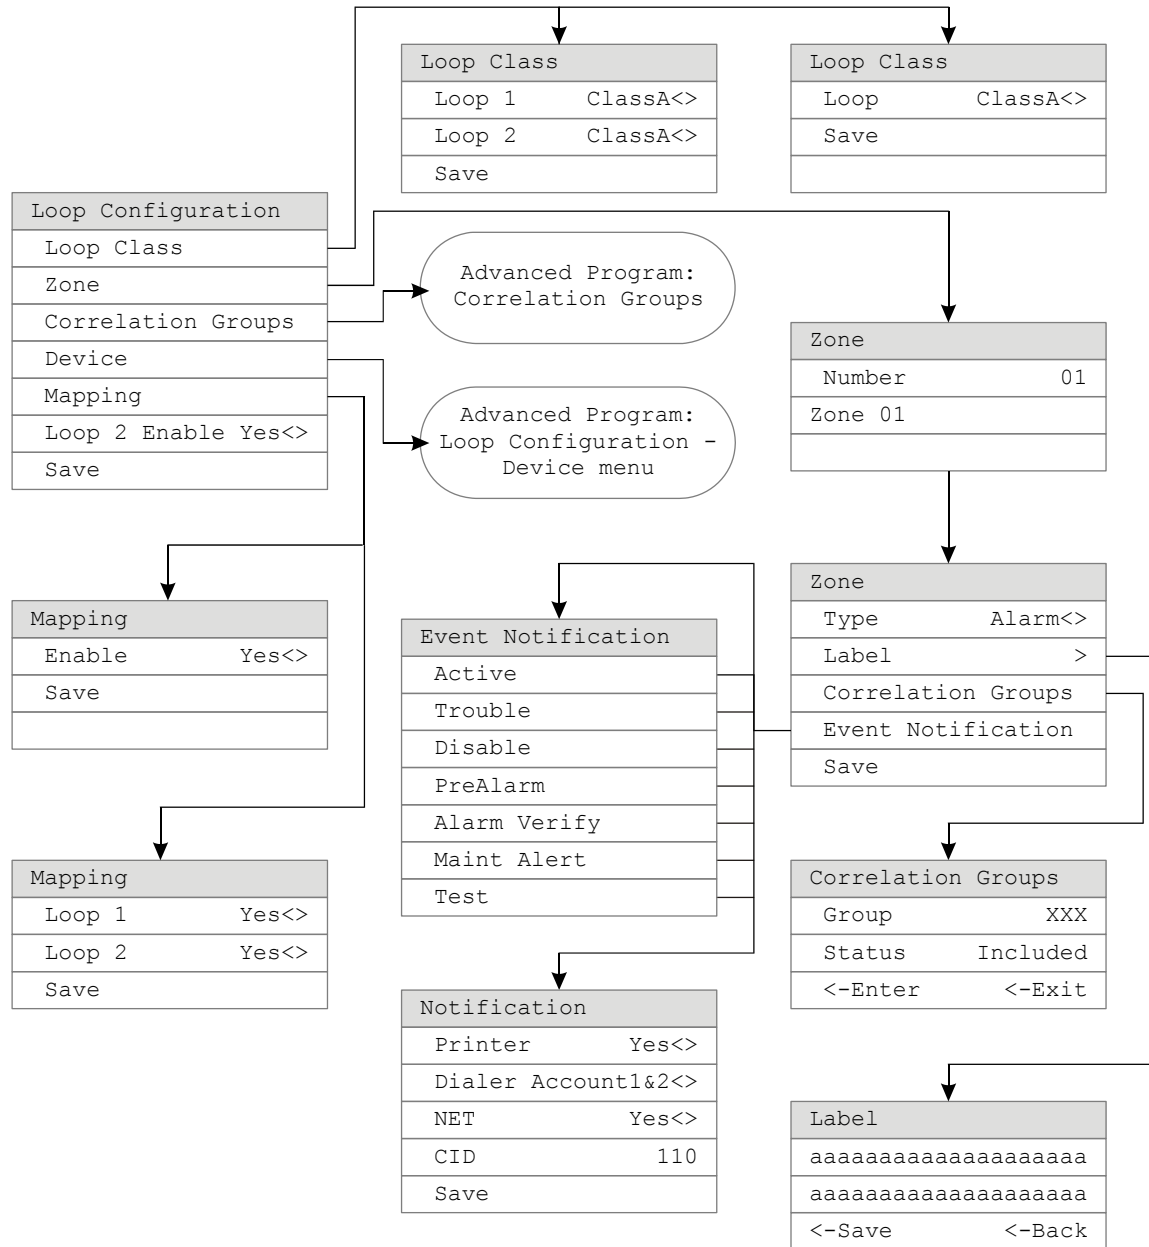 Loop Class
Loop 1 ClassA<>
Loop 2 ClassA<>
Save
Loop Class
Loop ClassA<>
Save
Loop Configuration
Loop Class
Zone
Correlation Groups
Device
Mapping
Loop 2 Enable Yes<>
Save
Advanced Program:
Correlation Groups
Advanced Program:
Loop Configuration -
Device menu
Zone
Number 01
Zone 01
Mapping
Enable Yes<>
Save
Mapping
Loop 1 Yes<>
Loop 2 Yes<>
Save
Event Notification
Active
Trouble
Disable
PreAlarm
Alarm Verify
Maint Alert
Test
Zone
Type Alarm<>
Label >
Correlation Groups
Event Notification
Save
Correlation Groups
Group XXX
Status Included
<-Enter <-Exit
Notification
Printer Yes<>
Dialer Account1&2<>
NET Yes<>
CID 110
Save
Label
aaaaaaaaaaaaaaaaaaaa
aaaaaaaaaaaaaaaaaaaa
<-Save <-Back